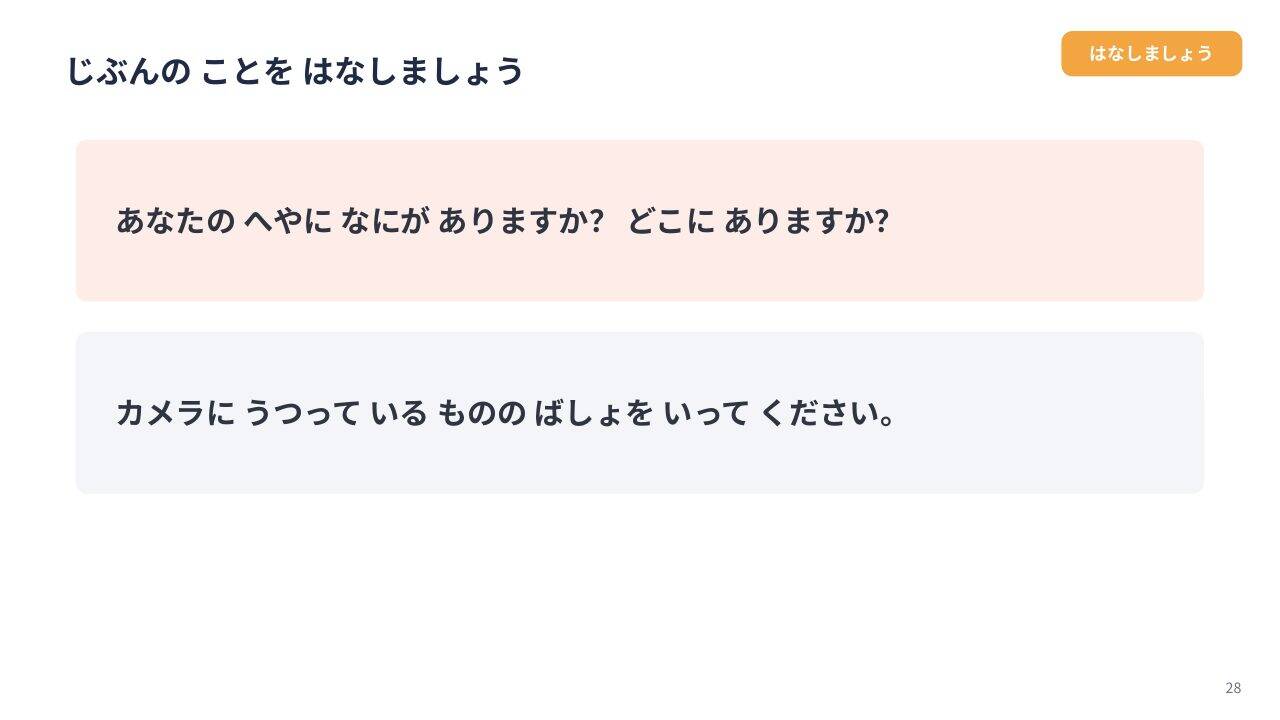 じぶんの ことを はなしましょう
はなしましょう
あなたの へやに なにが ありますか? どこに ありますか?
カメラに うつって いる ものの ばしょを いって ください。
28